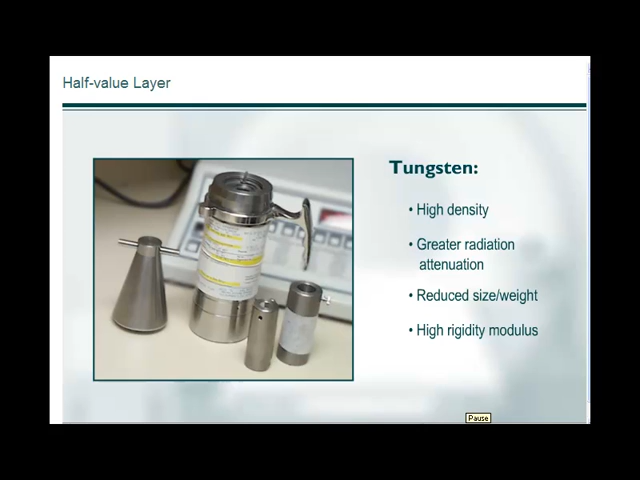 Half-value Layer
Tungsten:
• High density
• Greater radiation
attenuation
• Reduced size/weight
• High rigidity modulus
Pause